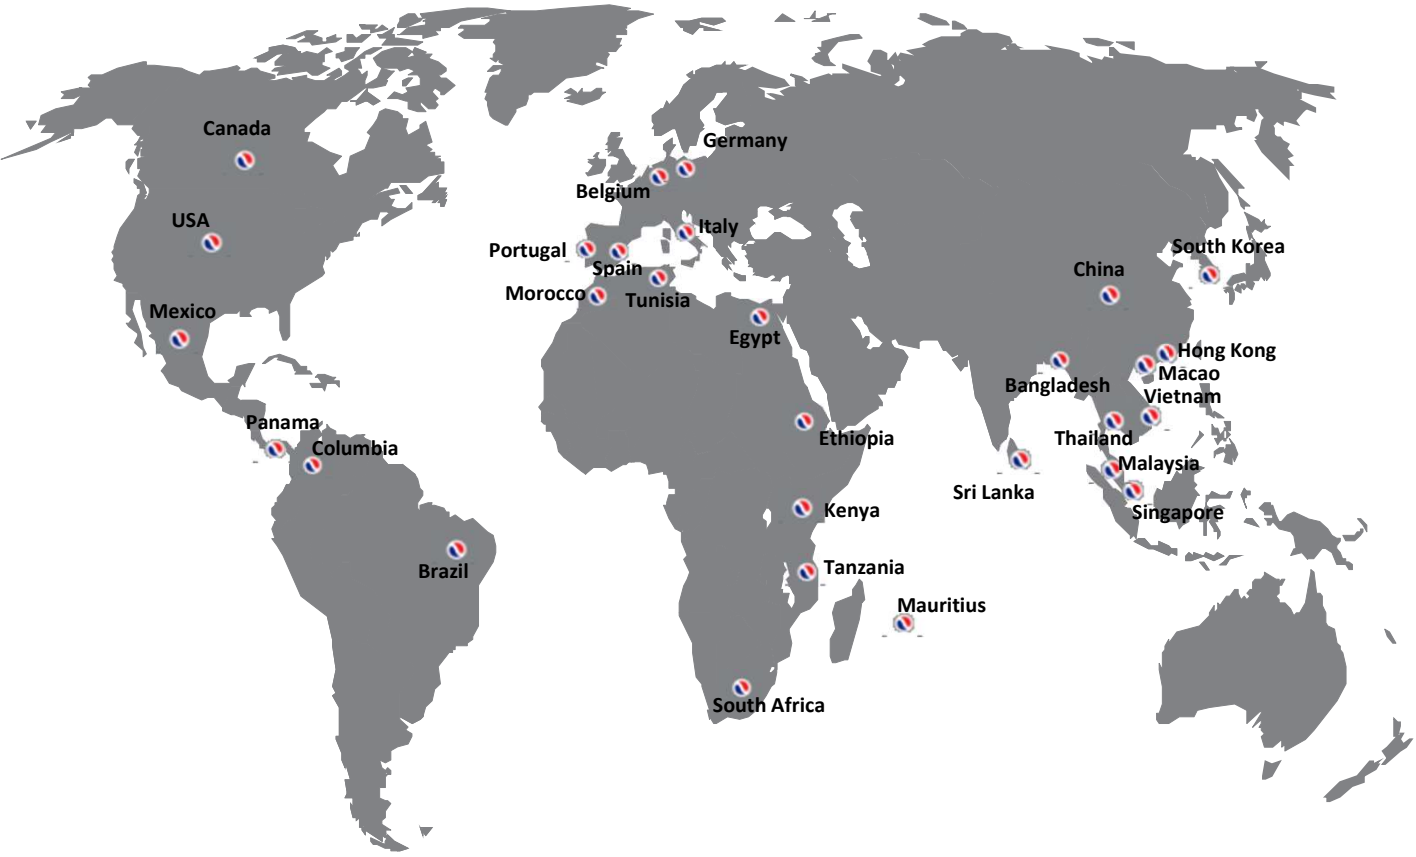 Canada
USA
Mexico
Panama
Columbia
Brazil
Germany
Belgium
Italy
Portugal
Spain
Morocco
Tunisia
Egypt
Ethiopia
Kenya
Tanzania
Mauritius
South Africa
South Korea
China
Hong Kong
Macao
Bangladesh
Vietnam
Thailand
Malaysia
Sri Lanka
Singapore